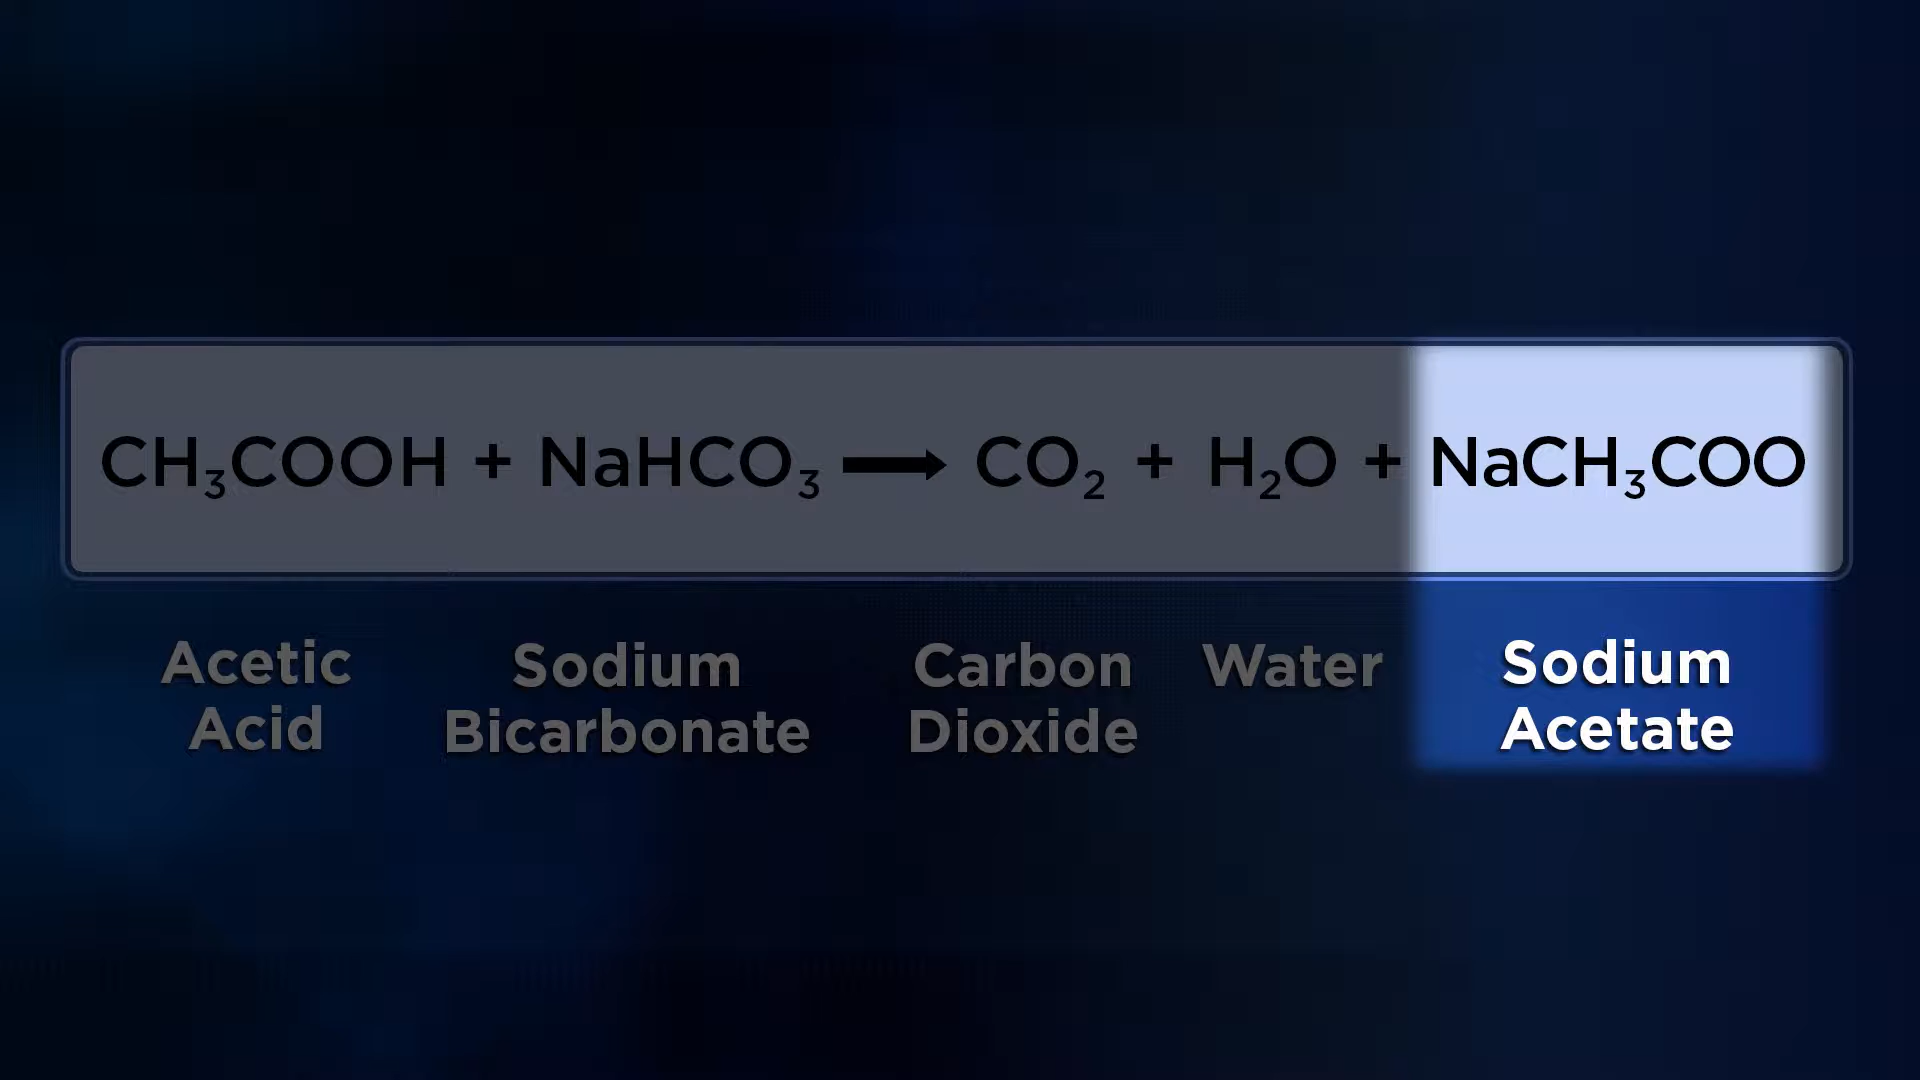 CH₃COOH + NaHCO₃ → CO₂ + H₂O + NaCH₃COO
Acetic
Acid
Sodium
Bicarbonate
Carbon
Dioxide
Water
Sodium
Acetate